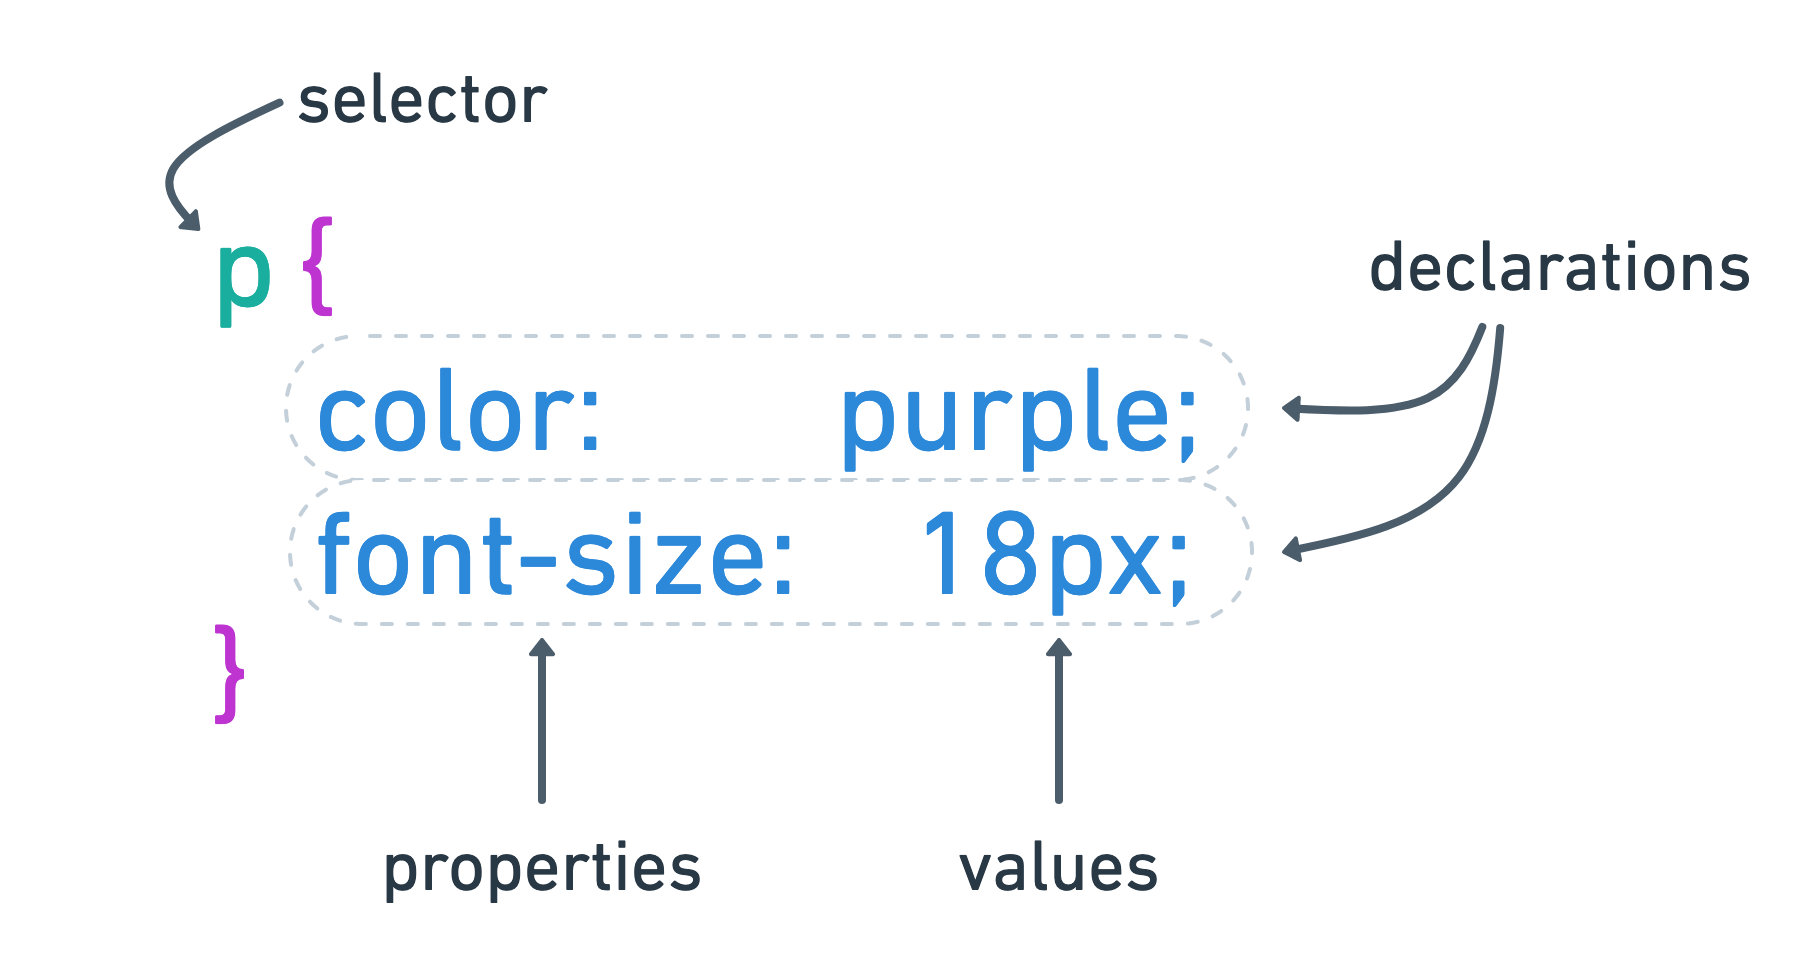 selector
p {
declarations
color: purple;
font-size: 18px;
}
properties values